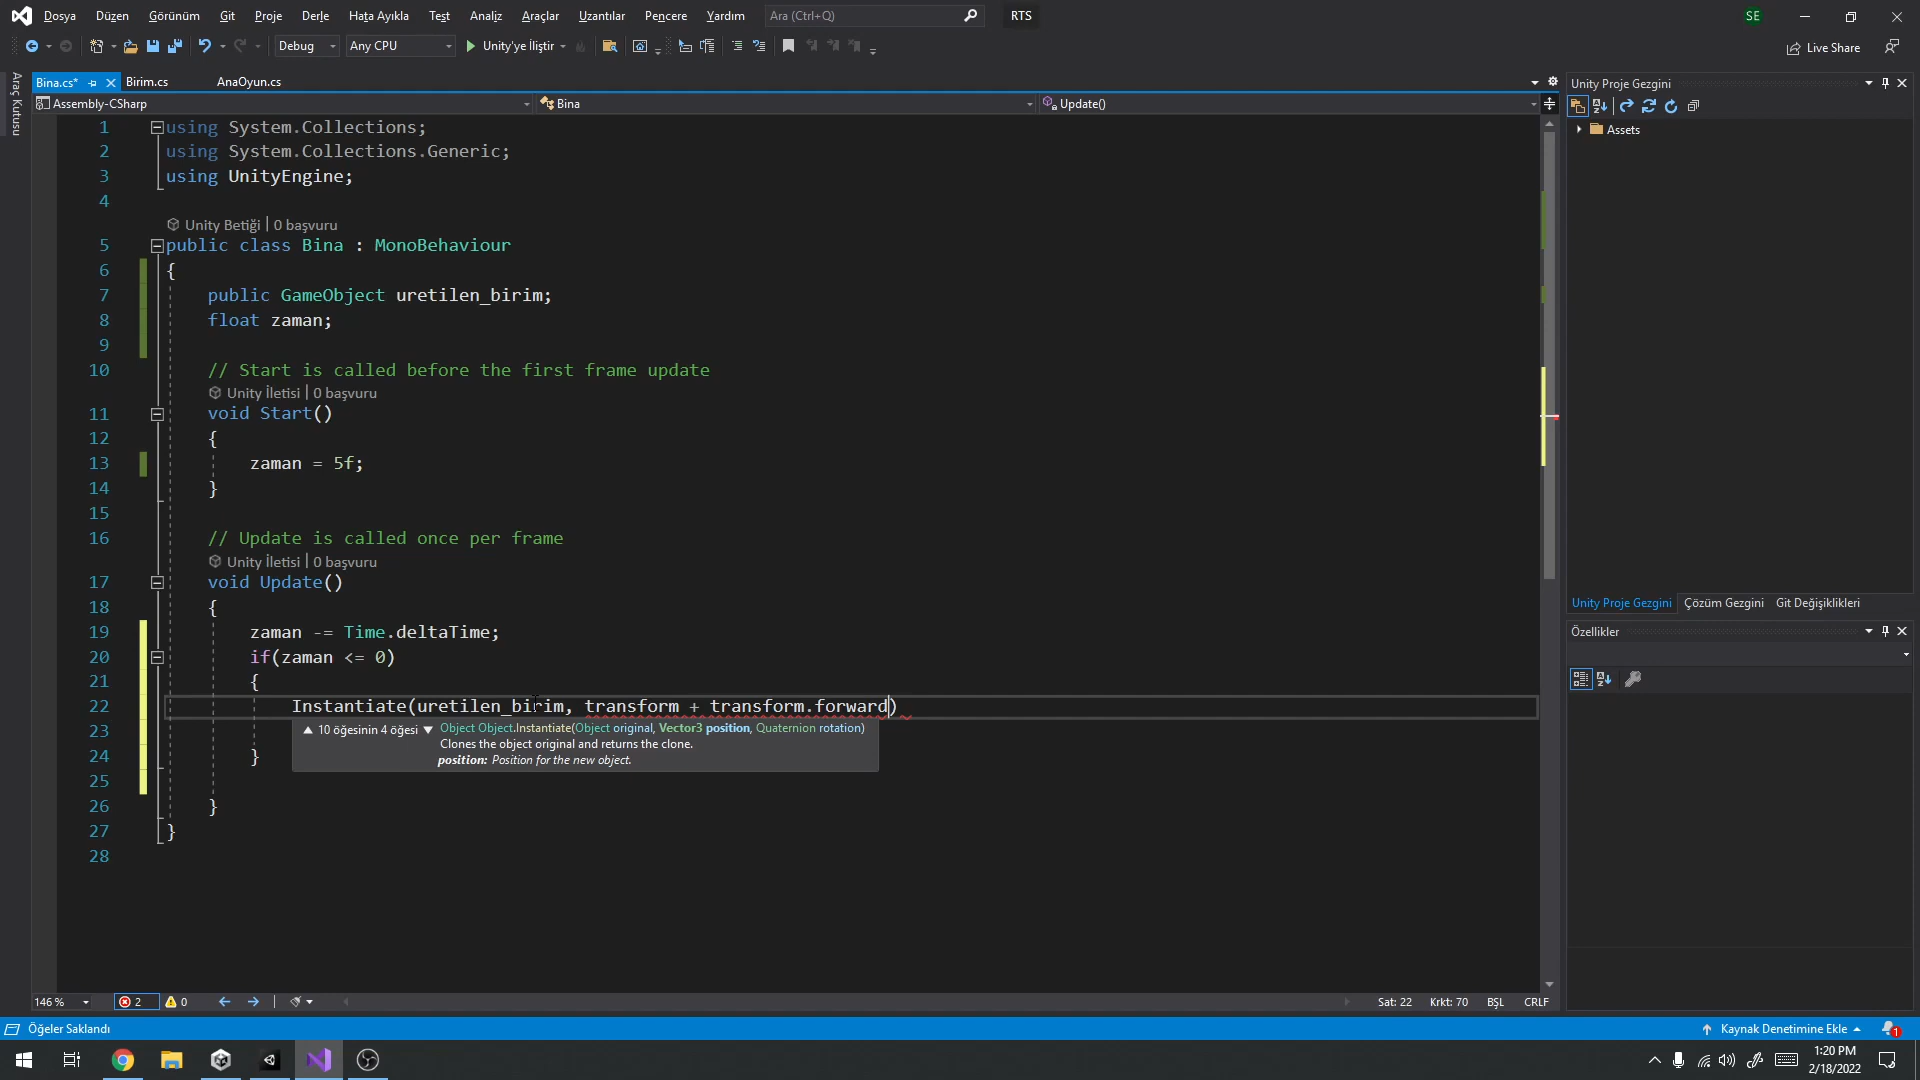 Dosya Düzen Görünüm Git Proje Derle Hata Ayıkla Test Analiz Araçlar Uzantılar Pencere Yardım Ara (Ctrl+Q) RTS SE
Debug Any CPU Unity'ye İliştir Live Share
Araç Kutusu
Bina.cs* Birim.cs AnaOyun.cs
Assembly-CSharp Bina Update()
1 using System.Collections;
2 using System.Collections.Generic;
3 using UnityEngine;
4
Unity Betiği | 0 başvuru
5 public class Bina : MonoBehaviour
6 {
7 public GameObject uretilen_birim;
8 float zaman;
9
10 // Start is called before the first frame update
Unity İletisi | 0 başvuru
11 void Start()
12 {
13 zaman = 5f;
14 }
15
16 // Update is called once per frame
Unity İletisi | 0 başvuru
17 void Update()
18 {
19 zaman -= Time.deltaTime;
20 if(zaman <= 0)
21 {
22 Instantiate(uretilen_birim, transform + transform.forward)
23
▲ 10 öğesinin 4 öğesi ▼ Object Object.Instantiate(Object original, Vector3 position, Quaternion rotation)
Clones the object original and returns the clone.
position: Position for the new object.
24 }
25
26 }
27 }
28
Unity Proje Gezgini
Assets
Unity Proje Gezgini Çözüm Gezgini Git Değişiklikleri
Özellikler
146 % 2 0 Sat: 22 Krkt: 70 BŞL CRLF
Öğeler Saklandı Kaynak Denetimine Ekle 1
1:20 PM
2/18/2022